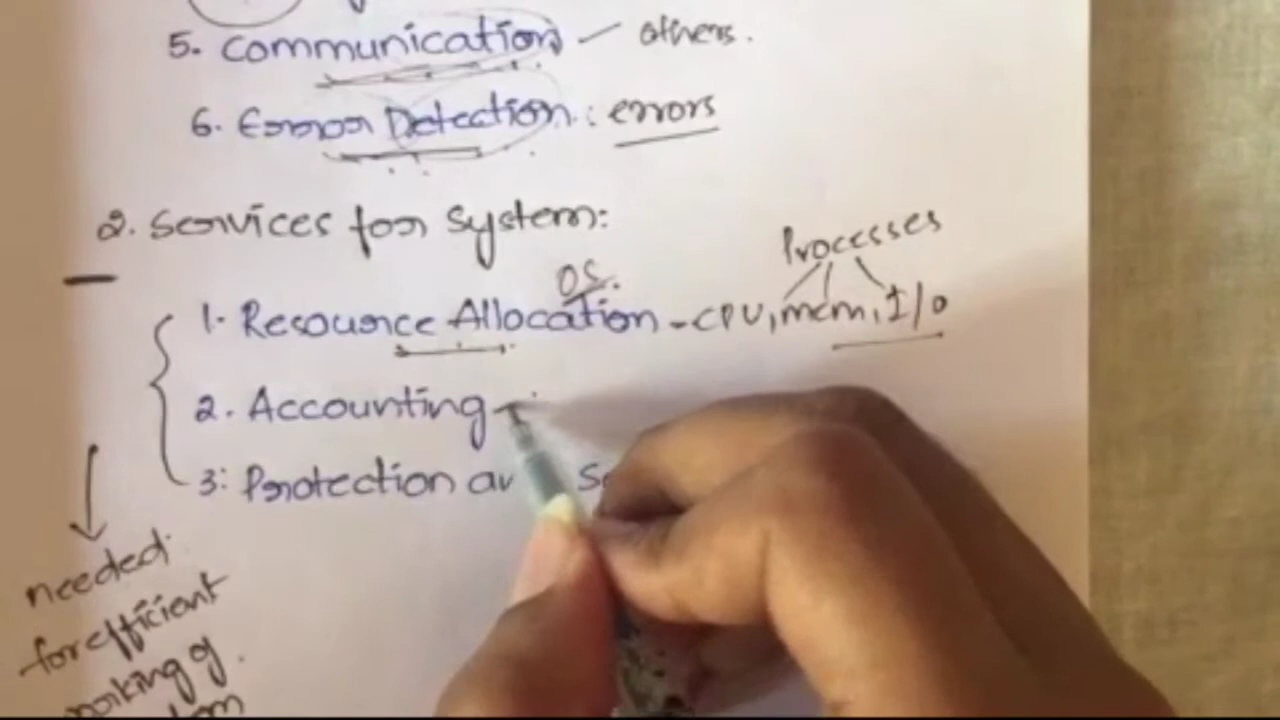 5. Communication - others.
6. Error Detection : errors
2. Services for System:
Processes
OS.
1. Resource Allocation - CPU, mem, I/O
2. Accounting -
3: Protection
needed
for efficient
of